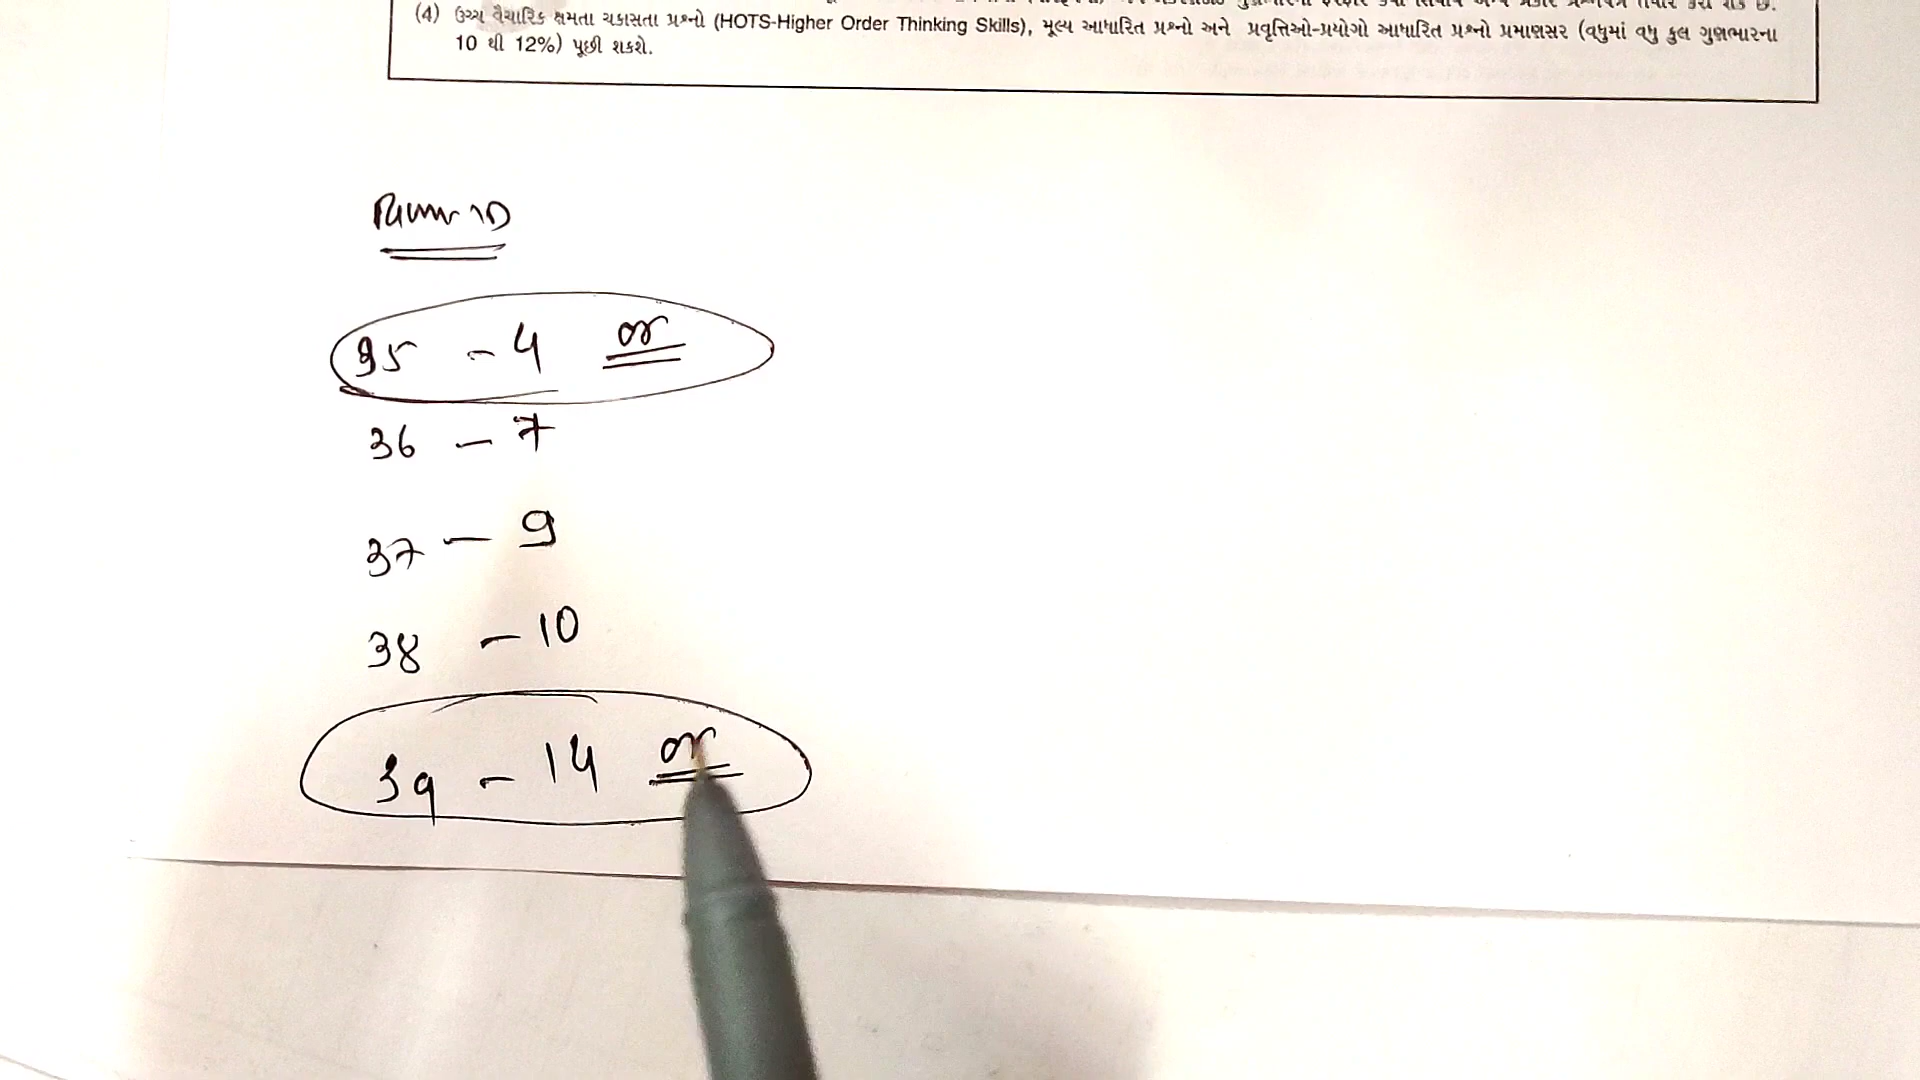 (4) ઉચ્ચ વૈચારિક ક્ષમતા ચકાસતા પ્રશ્નો (HOTS-Higher Order Thinking Skills), મૂલ્ય આધારિત પ્રશ્નો અને પ્રવૃત્તિઓ-પ્રયોગો આધારિત પ્રશ્નો પ્રમાણસર (વધુમાં વધુ કુલ ગુણભારના
10 થી 12%) પૂછી શકશે.
વિભાગ D
35 - 4 or
36 - 7
37 - 9
38 - 10
39 - 14 or